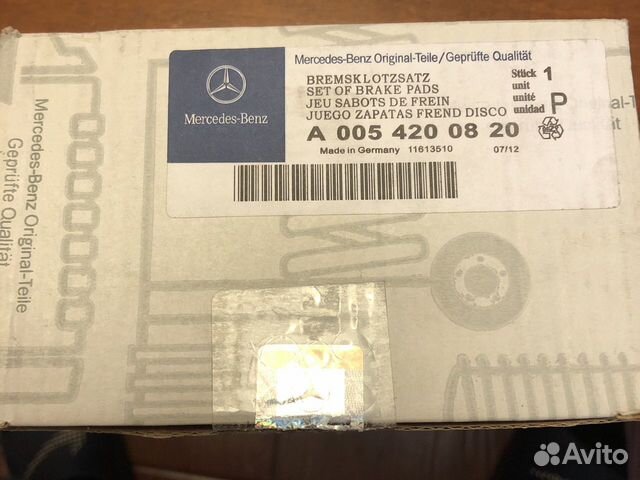 Mercedes-Benz Original-Teile/Geprüfte Qualität
BREMSKLOTZSATZ
SET OF BRAKE PADS
JEU SABOTS DE FREIN
JUEGO ZAPATAS FREND DISCO
Stück 1
unit
unité
unidad P
A 005 420 08 20
Made in Germany 11613510 07/12
Mercedes-Benz
Mercedes-Benz Original-Teile
Geprüfte Qualität
Avito